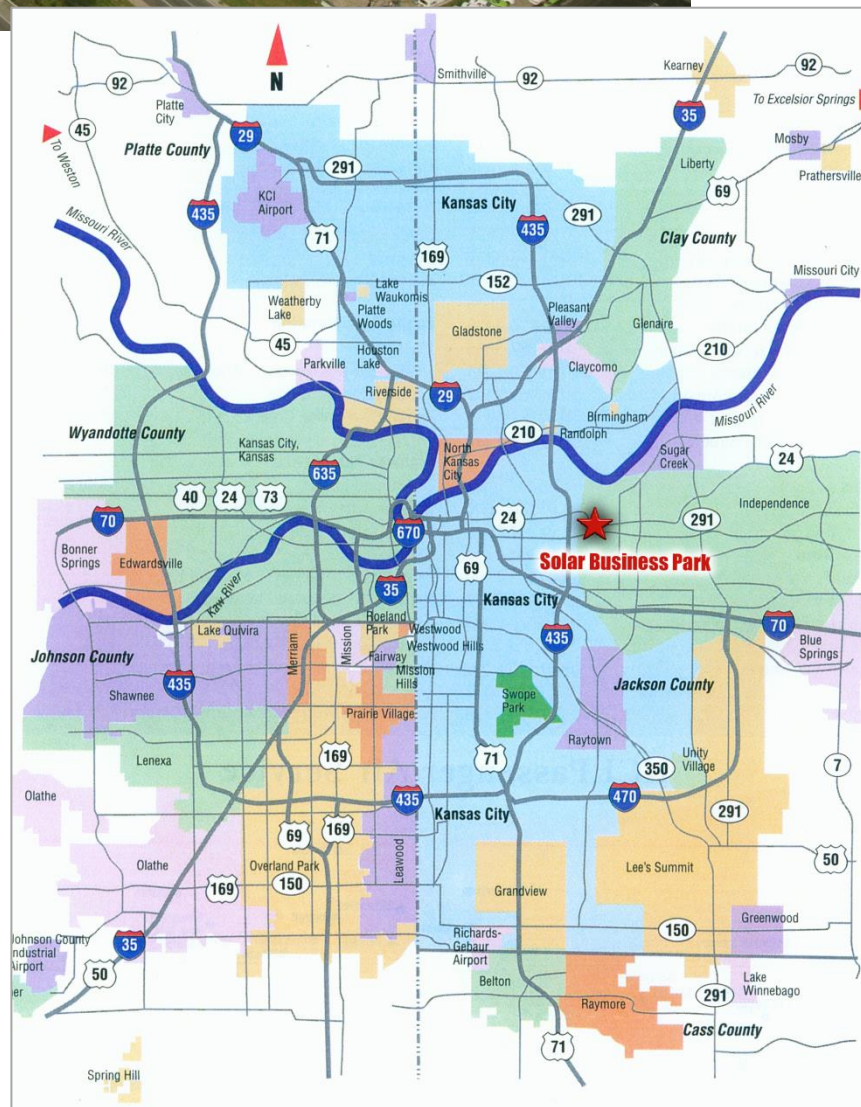 N
Smithville
92
Kearney
92
To Excelsior Springs
92
Platte
City
45
To Weston
29
35
Mosby
Prathersville
Platte County
291
Liberty
69
KCI
Airport
Kansas City
435
291
435
Clay County
71
169
Missouri River
Missouri City
152
Lake
Waukomis
Weatherby
Lake
Platte
Woods
Pleasant
Valley
Glenaire
Gladstone
45
Houston
Lake
210
Parkville
Claycomo
Riverside
29
Birmingham
Missouri River
Wyandotte County
210
Randolph
Kansas City,
Kansas
North
Kansas
City
Sugar
Creek
24
635
40
24
73
Independence
70
670
24
291
Bonner
Springs
Edwardsville
Solar Business Park
69
Kaw River
35
Kansas City
Roeland
Park
Westwood
70
Lake Quivira
Merriam
Mission
Westwood Hills
435
Blue
Springs
Johnson County
Fairway
Mission
Hills
Jackson County
435
Shawnee
Swope
Park
Prairie Village
Raytown
Unity
Village
Lenexa
169
71
350
7
Olathe
435
470
Kansas City
291
69
169
50
Olathe
Overland Park
Leawood
Lee's Summit
169
150
Grandview
Greenwood
Johnson County
Industrial
Airport
35
Richards-
Gebaur
Airport
150
50
er
Belton
Lake
Winnebago
Raymore
291
Cass County
71
Spring Hill